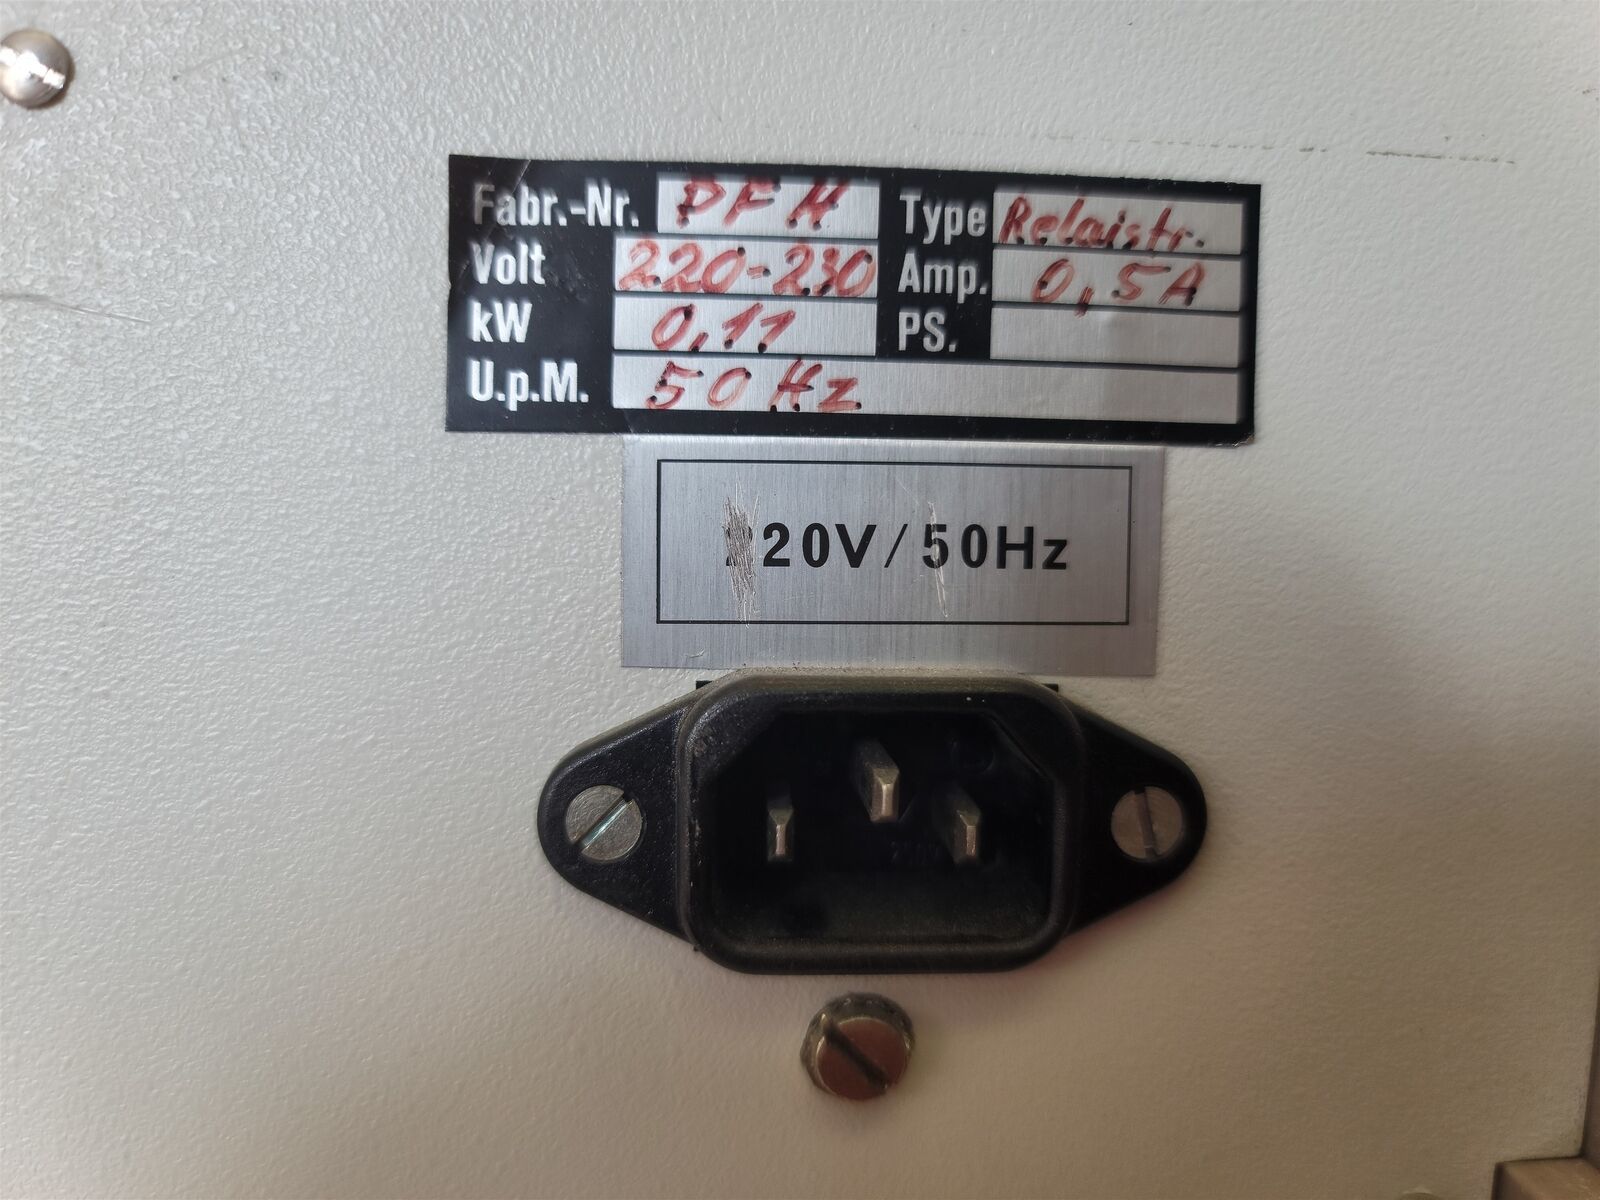 Fabr.-Nr. PFH Type Relaistr.
Volt 220-230 Amp. 0,5A
kW 0,11 PS.
U.p.M. 50 Hz
220V/50Hz